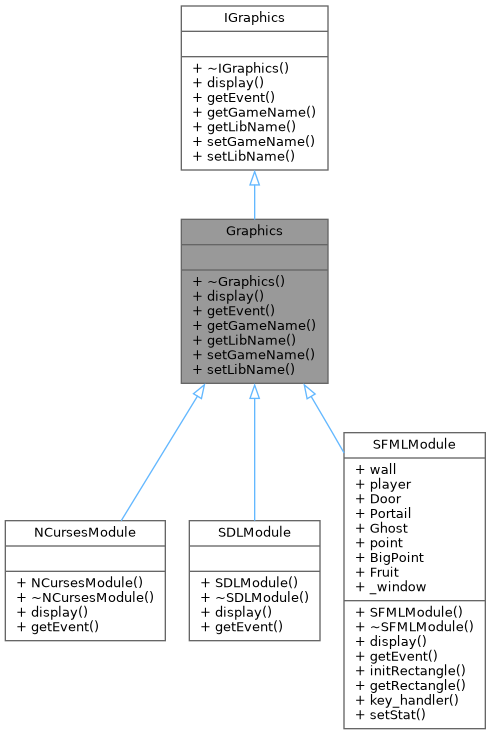 IGraphics
+ ~IGraphics()
+ display()
+ getEvent()
+ getGameName()
+ getLibName()
+ setGameName()
+ setLibName()
Graphics
+ ~Graphics()
+ display()
+ getEvent()
+ getGameName()
+ getLibName()
+ setGameName()
+ setLibName()
NCursesModule
+ NCursesModule()
+ ~NCursesModule()
+ display()
+ getEvent()
SDLModule
+ SDLModule()
+ ~SDLModule()
+ display()
+ getEvent()
SFMLModule
+ wall
+ player
+ Door
+ Portail
+ Ghost
+ point
+ BigPoint
+ Fruit
+ _window
+ SFMLModule()
+ ~SFMLModule()
+ display()
+ getEvent()
+ initRectangle()
+ getRectangle()
+ key_handler()
+ setStat()